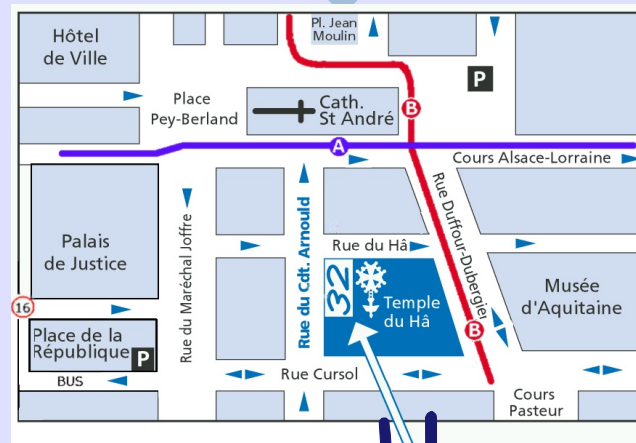 Pl. Jean
Moulin
Hôtel
de Ville
P
Place
Pey-Berland
Cath.
St André
B
A
Cours Alsace-Lorraine
Palais
de Justice
Rue du Maréchal Joffre
Rue du Cdt. Arnould
Rue du Hâ
Rue Duffour-Dubergier
32
Temple
du Hâ
Musée
d'Aquitaine
16
Place de la
République
P
B
BUS
Rue Cursol
Cours
Pasteur